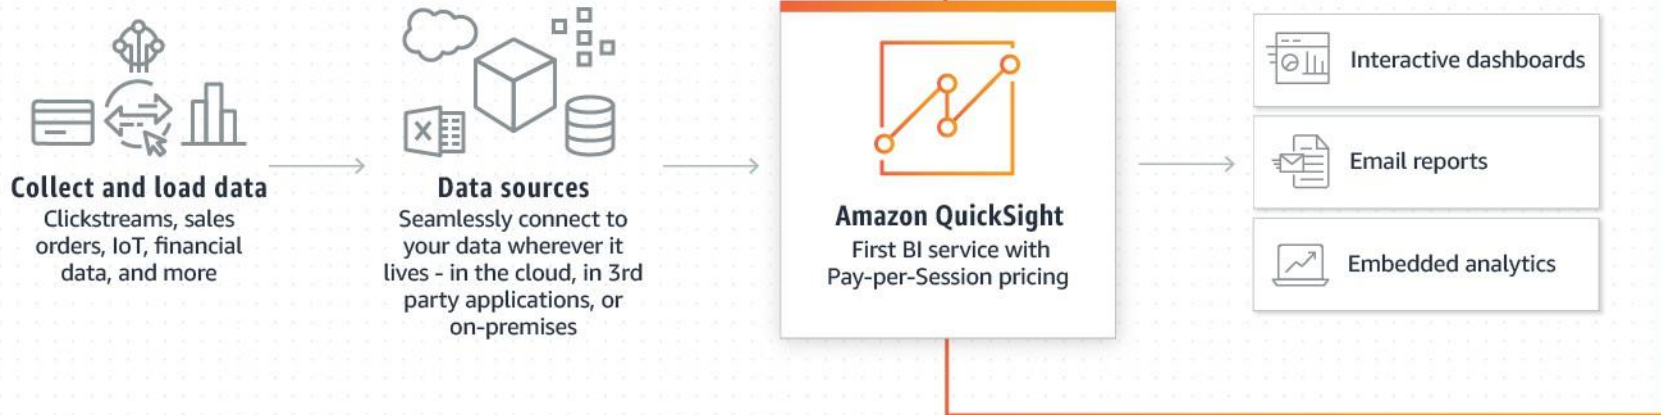 Collect and load data
Clickstreams, sales
orders, IoT, financial
data, and more
Data sources
Seamlessly connect to
your data wherever it
lives - in the cloud, in 3rd
party applications, or
on-premises
Amazon QuickSight
First BI service with
Pay-per-Session pricing
Interactive dashboards
Email reports
Embedded analytics